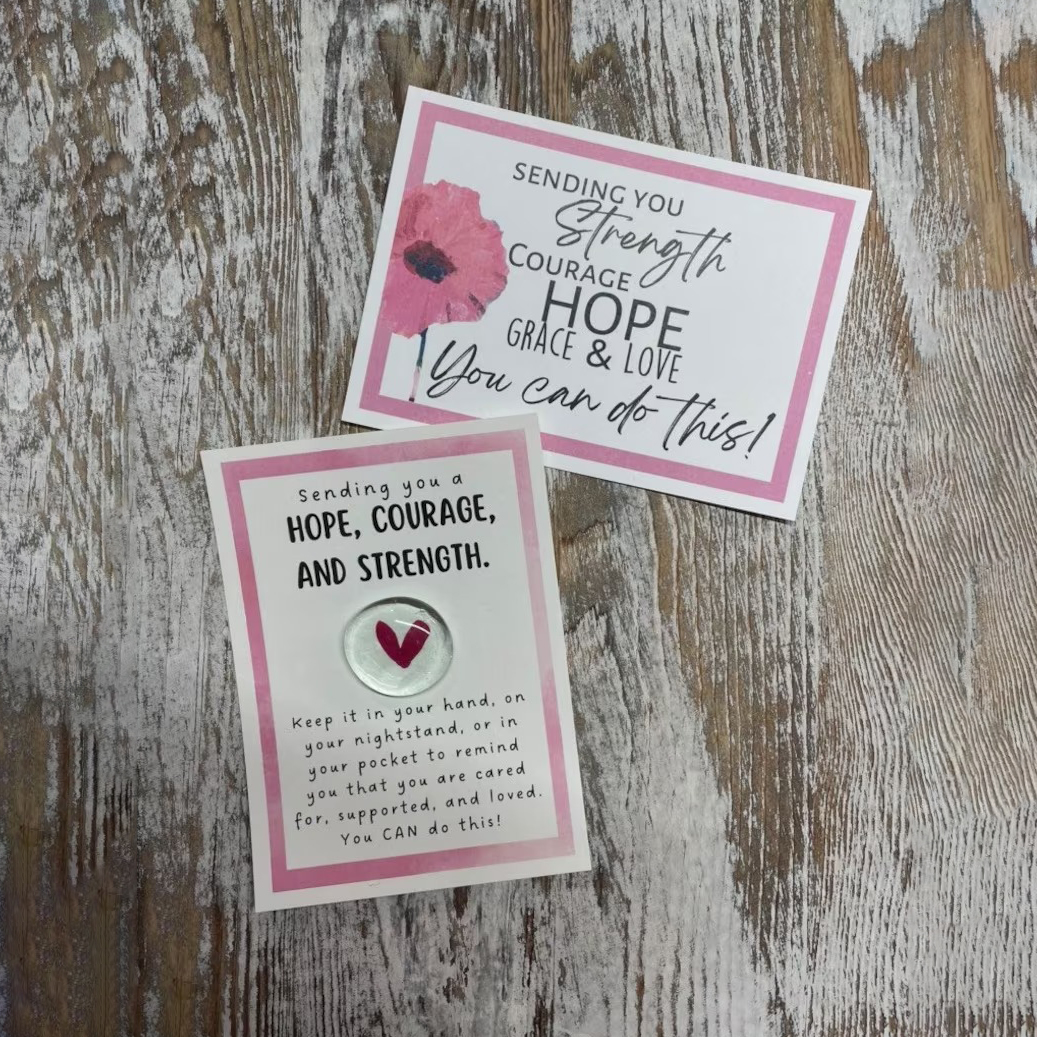 SENDING YOU
Strength
COURAGE
HOPE
GRACE & LOVE
You can do this!
Sending you a
HOPE, COURAGE,
AND STRENGTH.
Keep it in your hand, on
your nightstand, or in
your pocket to remind
you that you are cared
for, supported, and loved.
You CAN do this!